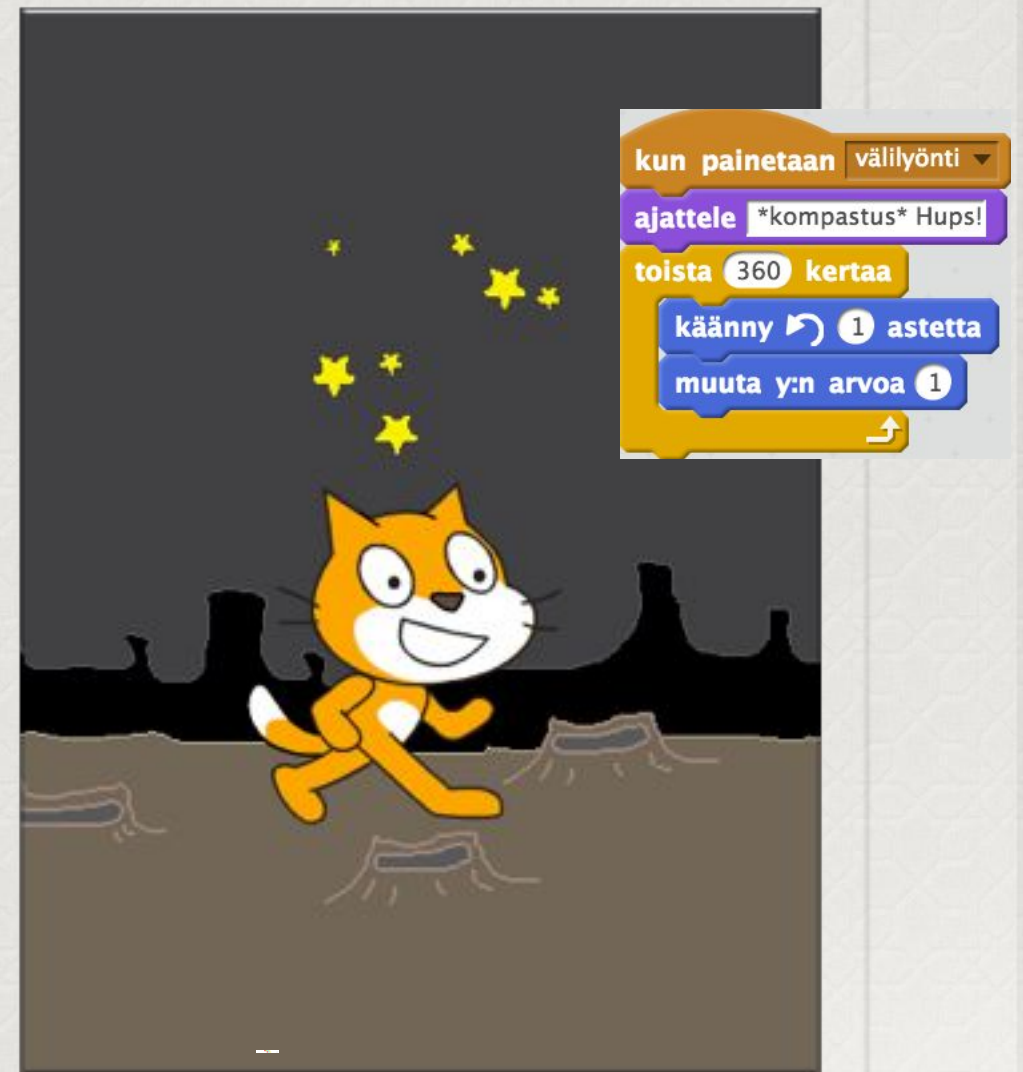 kun painetaan välilyönti
ajattele *kompastus* Hups!
toista 360 kertaa
käänny 1 astetta
muuta y:n arvoa 1